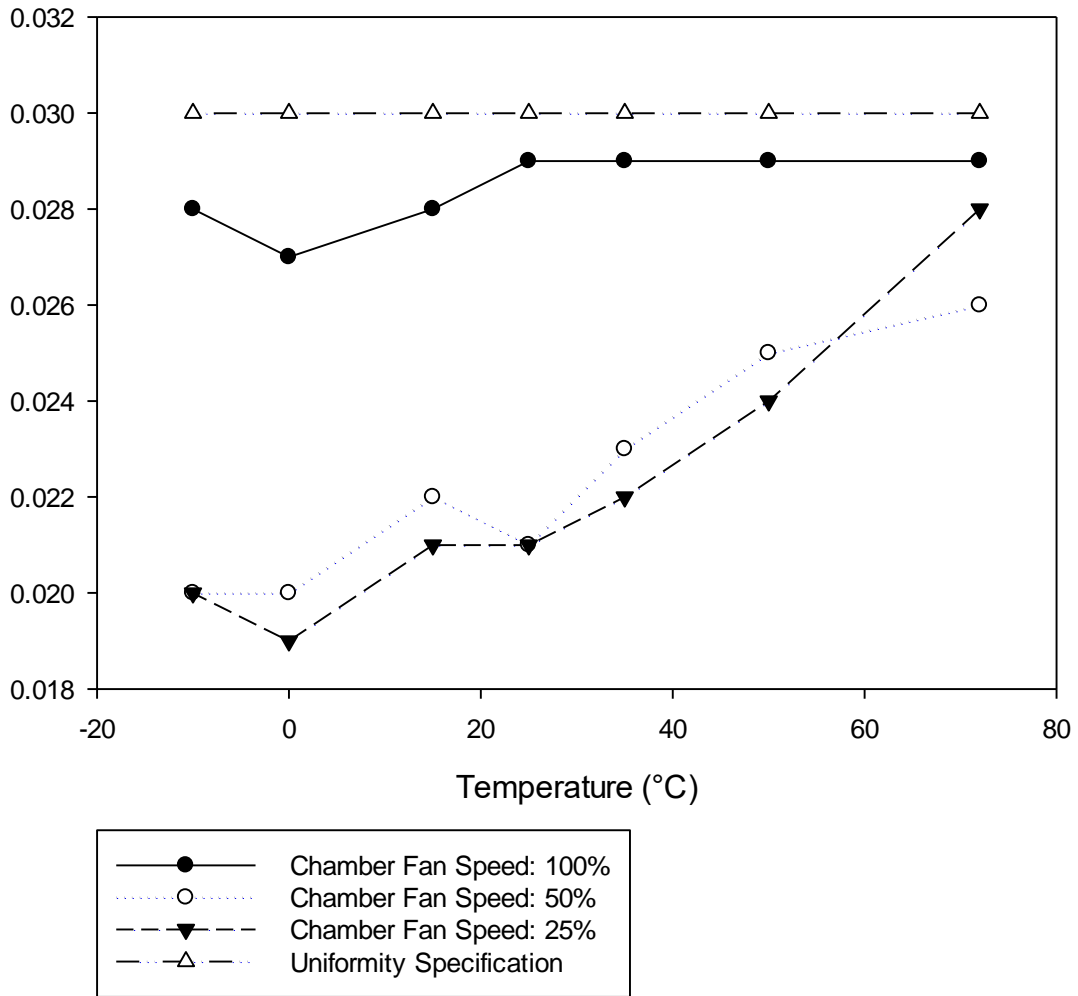 0.032
0.030
0.028
0.026
0.024
0.022
0.020
0.018
-20 0 20 40 60 80
Temperature (°C)
Chamber Fan Speed: 100%
Chamber Fan Speed: 50%
Chamber Fan Speed: 25%
Uniformity Specification